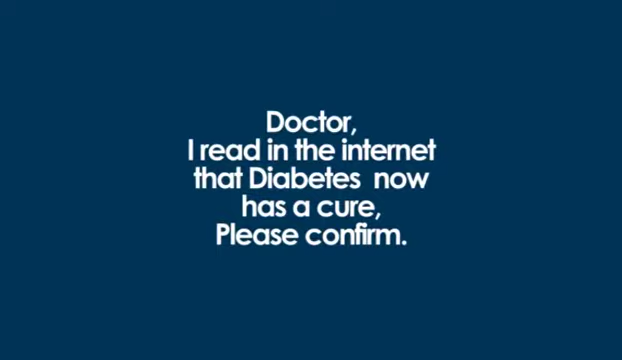 Doctor,
I read in the internet
that Diabetes  now
has a cure,
Please confirm.